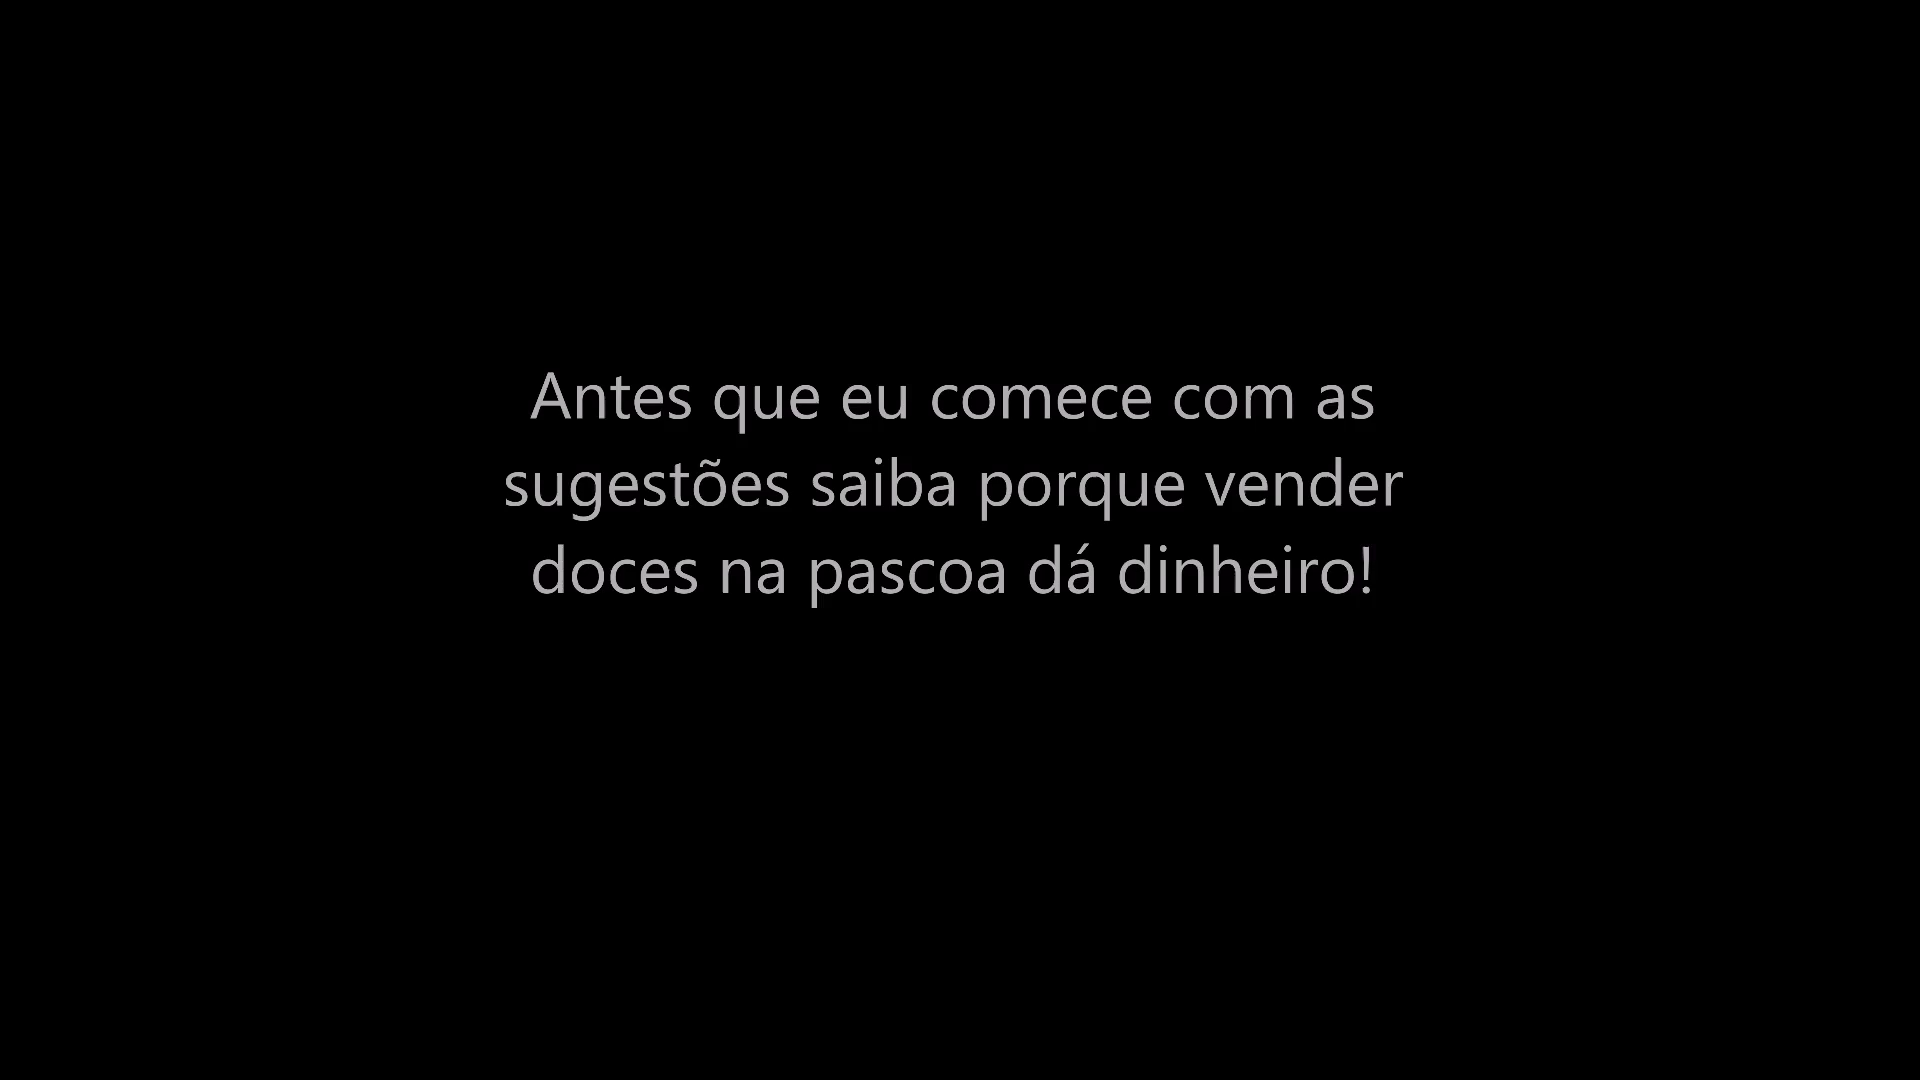 Antes que eu comece com as
sugestões saiba porque vender
doces na pascoa dá dinheiro!